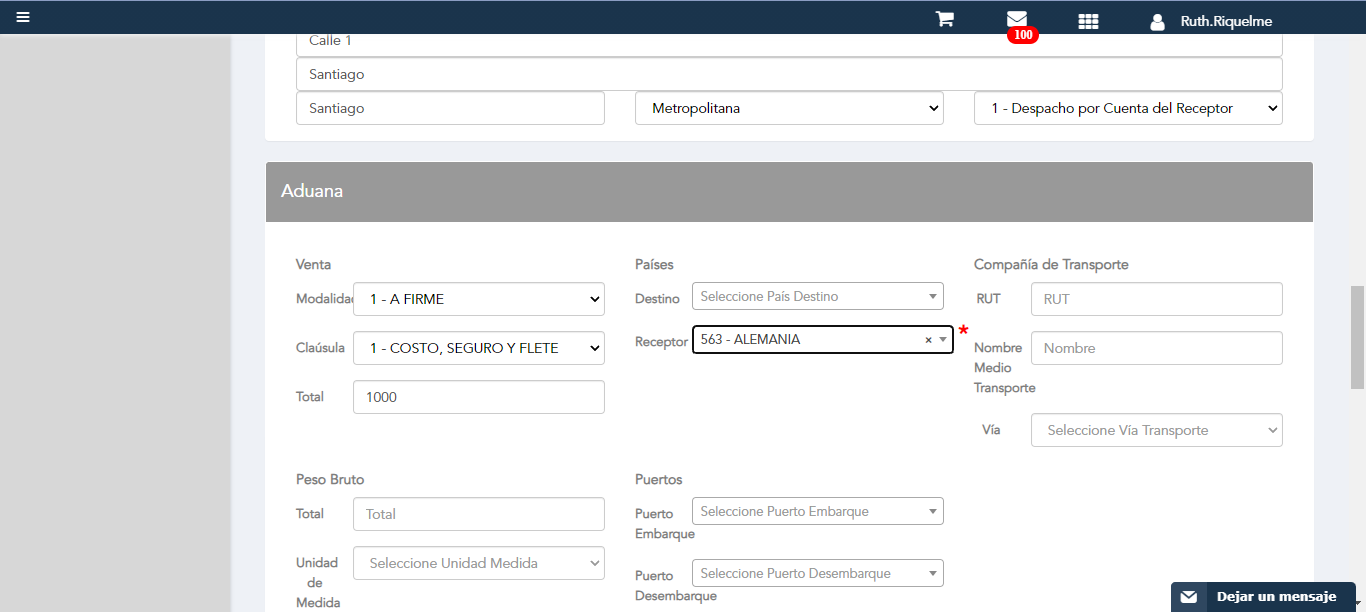 Ruth.Riquelme
100
Calle 1
Santiago
Santiago
Metropolitana
1 - Despacho por Cuenta del Receptor
Aduana
Venta
Países
Compañía de Transporte
Modalidad
1 - A FIRME
Destino
Seleccione País Destino
RUT
RUT
Claúsula
1 - COSTO, SEGURO Y FLETE
Receptor
563 - ALEMANIA
× 
*
Nombre
Medio
Transporte
Nombre
Total
1000
Vía
Seleccione Vía Transporte
Peso Bruto
Puertos
Total
Total
Puerto
Embarque
Seleccione Puerto Embarque
Unidad
de
Medida
Seleccione Unidad Medida
Puerto
Desembarque
Seleccione Puerto Desembarque
Dejar un mensaje